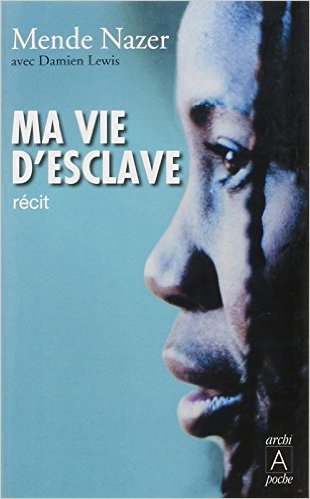 Mende Nazer
avec Damien Lewis
MA VIE
D'ESCLAVE
récit
archi
A
poche